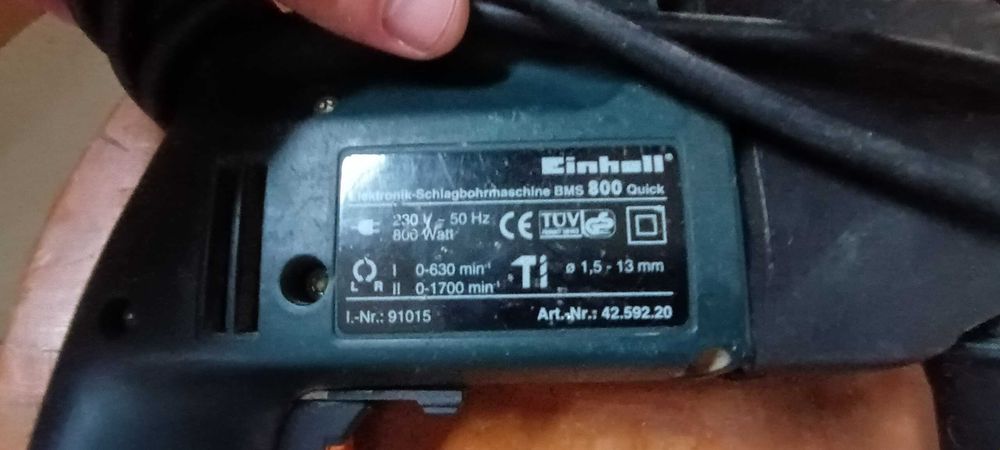 Einhell
Elektronik-Schlagbohrmaschine BMS 800 Quick
230 V ~ 50 Hz
800 Watt
CE TÜV GS
L R
I 0-630 min⁻¹
II 0-1700 min⁻¹
ø 1,5 - 13 mm
I.-Nr.: 91015 Art.-Nr.: 42.592.20